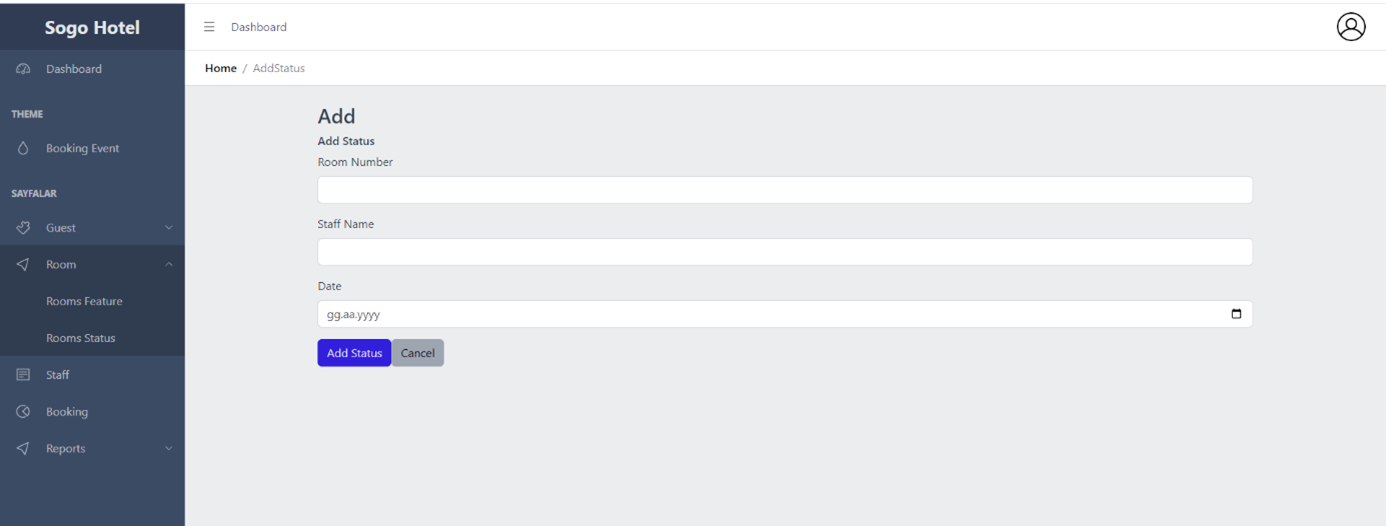 Sogo Hotel
Dashboard
THEME
Booking Event
SAYFALAR
Guest
Room
Rooms Feature
Rooms Status
Staff
Booking
Reports
Dashboard
Home / AddStatus
Add
Add Status
Room Number
Staff Name
Date
gg.aa.yyyy
Add Status Cancel